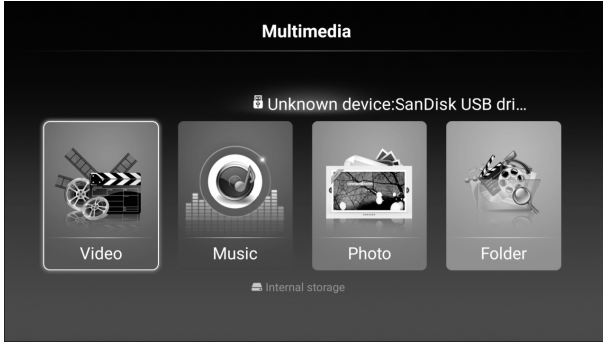 Multimedia
Unknown device:SanDisk USB dri...
Video
Music
Photo
Folder
Internal storage